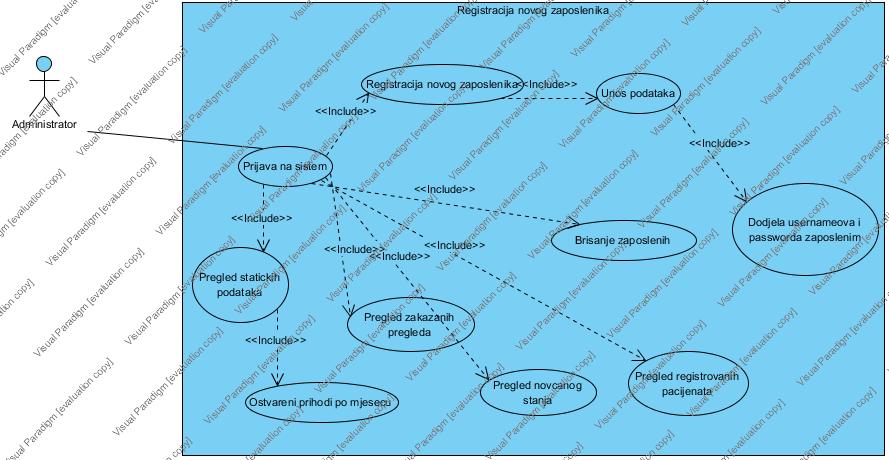 Registracija novog zaposlenika
Administrator
Registracija novog zaposlenika
<<Include>>
Unos podataka
<<Include>>
<<Include>>
Prijava na sistem
<<Include>>
<<Include>>
Dodjela usernameova i
passworda zaposlenim
Brisanje zaposlenih
<<Include>>
<<Include>>
<<Include>>
Pregled statickih
podataka
Pregled zakazanih
pregleda
<<Include>>
Pregled registrovanih
pacijenata
Pregled novcanog
stanja
Ostvareni prihodi po mjesecu
Visual Paradigm [evaluation copy]